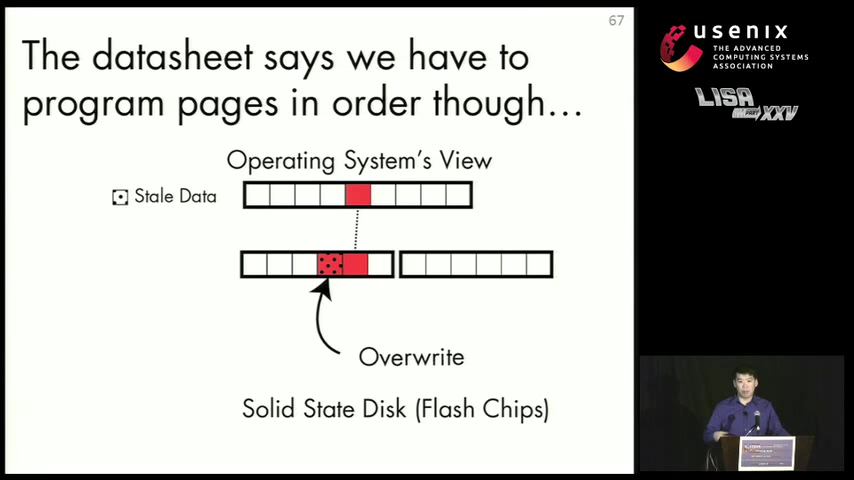 67
The datasheet says we have to
program pages in order though...
Operating System's View
Stale Data
Overwrite
Solid State Disk (Flash Chips)
usenix
THE ADVANCED
COMPUTING SYSTEMS
ASSOCIATION
LISA
PART XXV